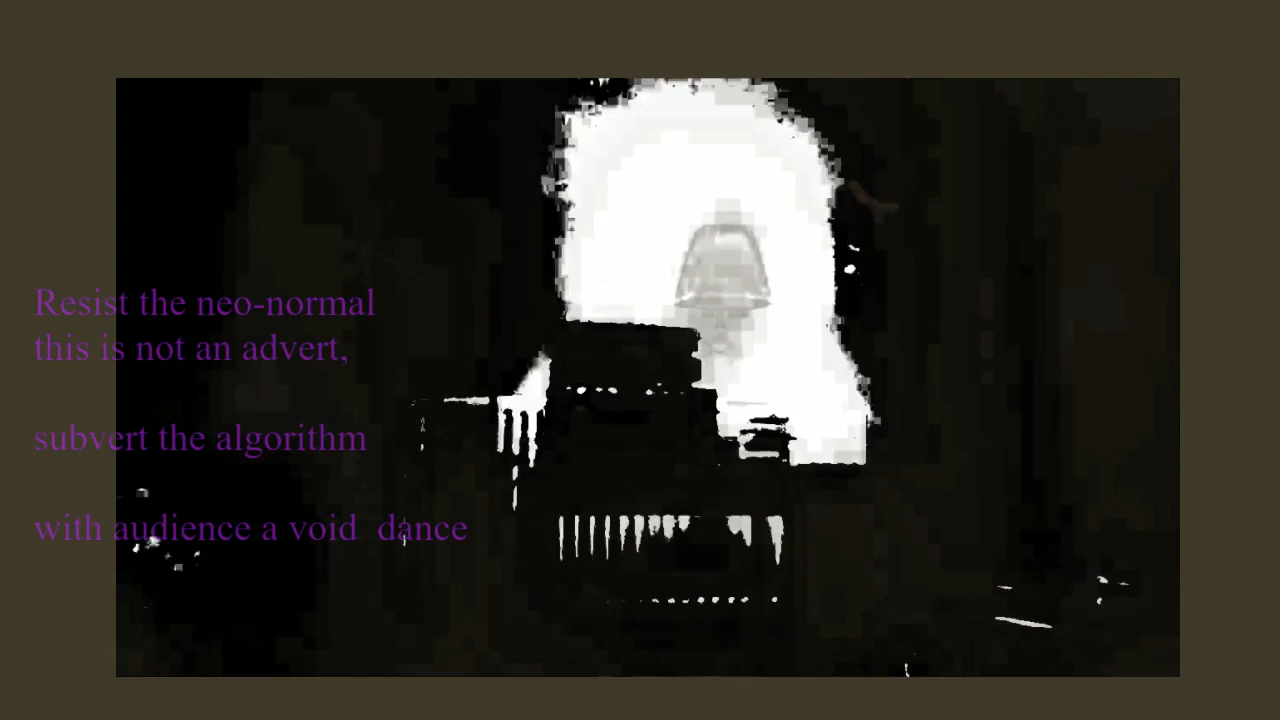 Resist the neo-normal
this is not an advert,
subvert the algorithm
with audience a void  dance